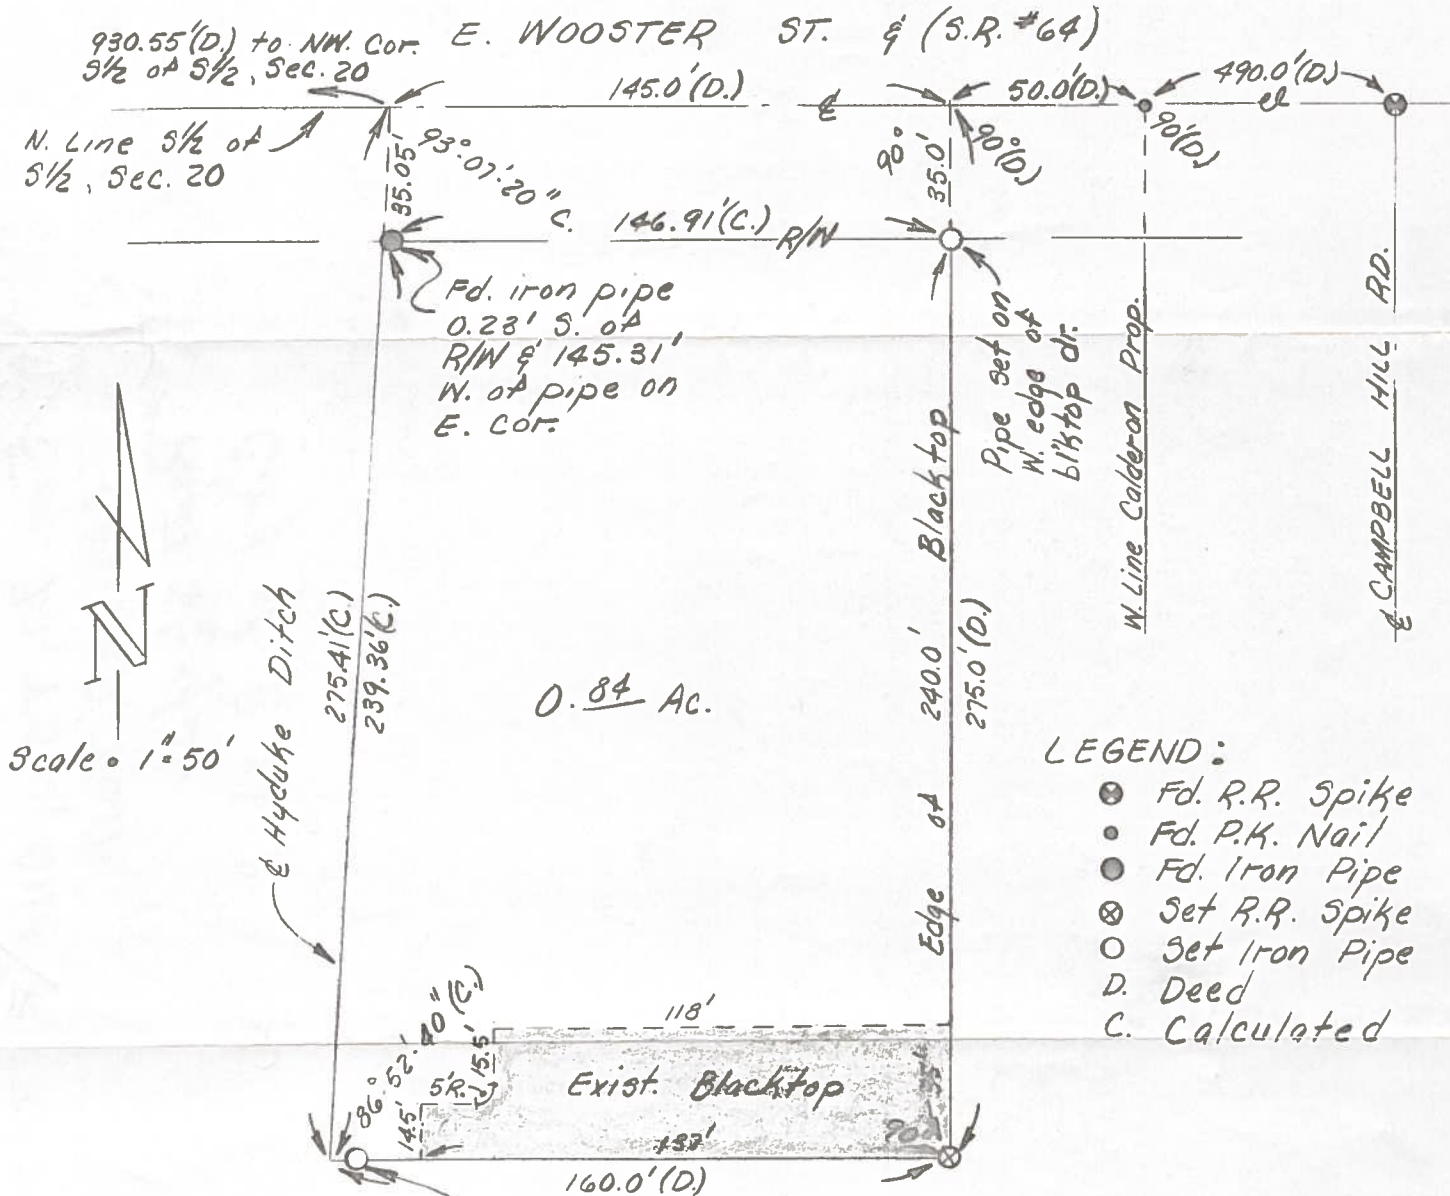 E. WOOSTER ST. & (S.R. #64)
930.55'(D.) to NW. Cor.
S½ of S½, Sec. 20
145.0'(D.)
℄
50.0'(D.)
490.0'(D.)
℄
N. Line S½ of
S½, Sec. 20
35.05'
93°-07'-20"
C.
90°
35.0'
90°(D.)
90°(D.)
146.91'(C.)
R/W
Fd. iron pipe
0.23' S. of
R/W & 145.31'
W. of pipe on
E. Cor.
Pipe set on
W. edge of
blktop dr.
W. Line Calderon Prop.
℄ CAMPBELL HILL RD.
N
Scale • 1"=50'
℄ Hyduke Ditch
275.41'(C.)
239.36'(C.)
0.84 Ac.
Edge of Blacktop
240.0'
275.0'(D.)
LEGEND:
Fd. R.R. Spike
Fd. P.K. Nail
Fd. Iron Pipe
Set R.R. Spike
Set Iron Pipe
D. Deed
C. Calculated
86°-52'-40"(C.)
118'
15.5'
5'R.
14.5'
Exist. Blacktop
35'
90°
137'
160.0'(D.)